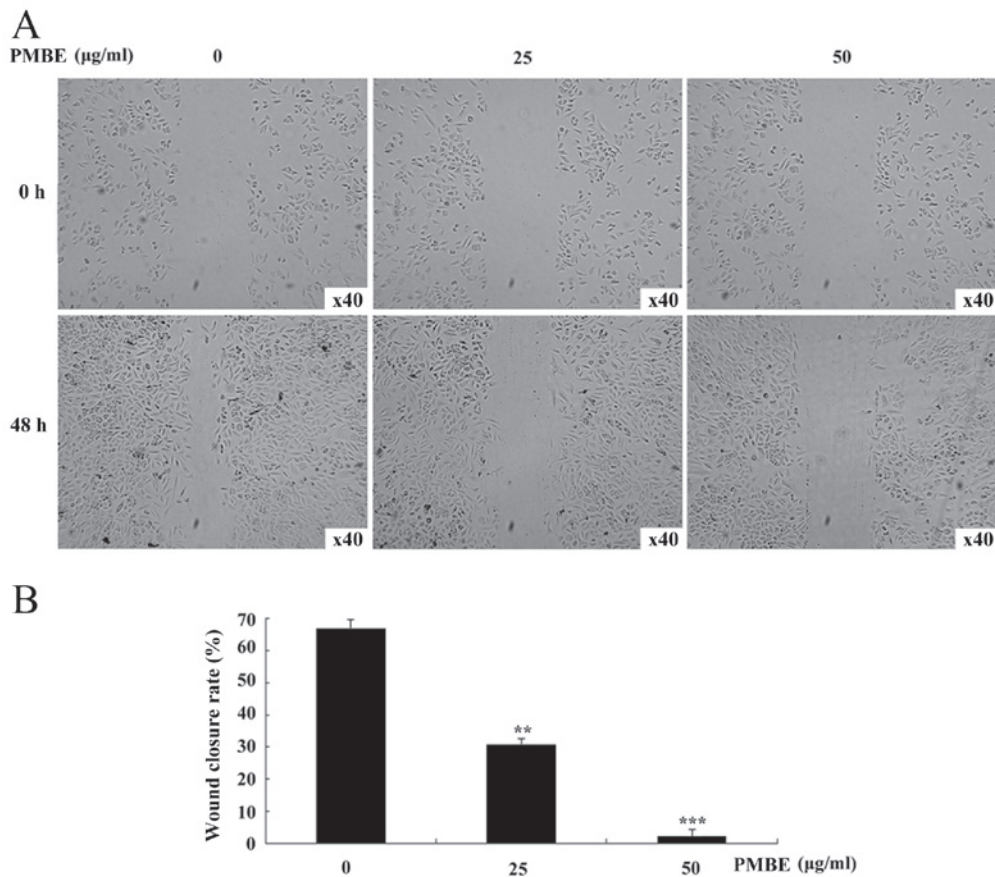 A
PMBE (µg/ml) 0 25 50
0 h
x40 x40 x40
48 h
x40 x40 x40
B
Wound closure rate (%)
70
60
50
40
30
20
10
0
**
***
0 25 50 PMBE (µg/ml)